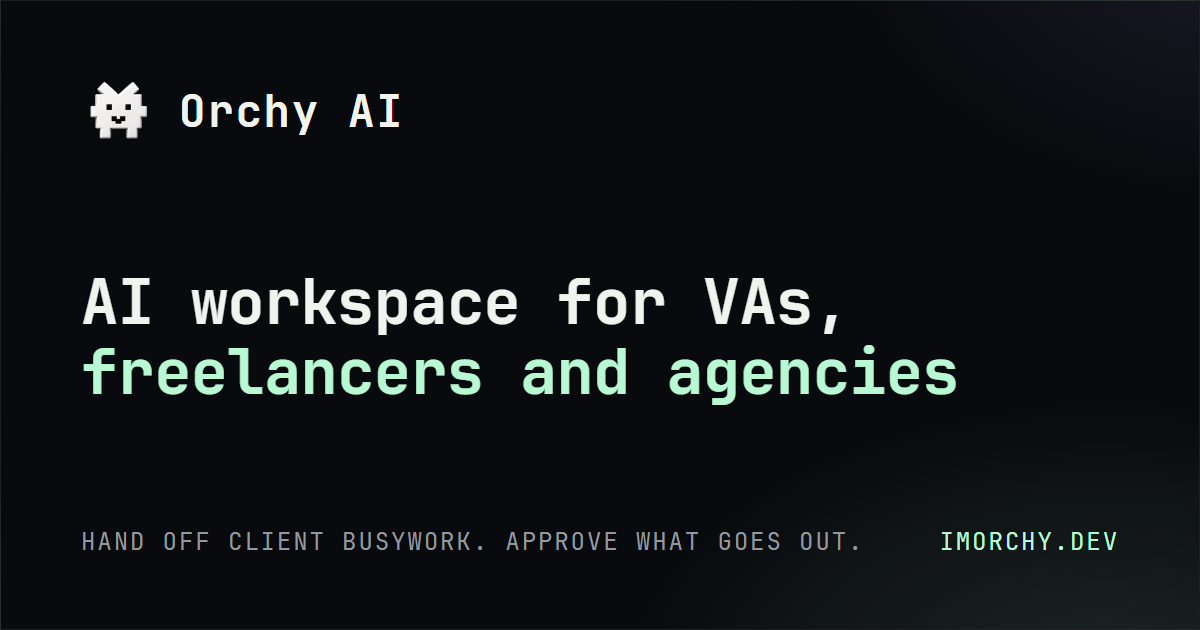 Orchy AI
AI workspace for VAs,
freelancers and agencies
HAND OFF CLIENT BUSYWORK. APPROVE WHAT GOES OUT.
IMORCHY.DEV